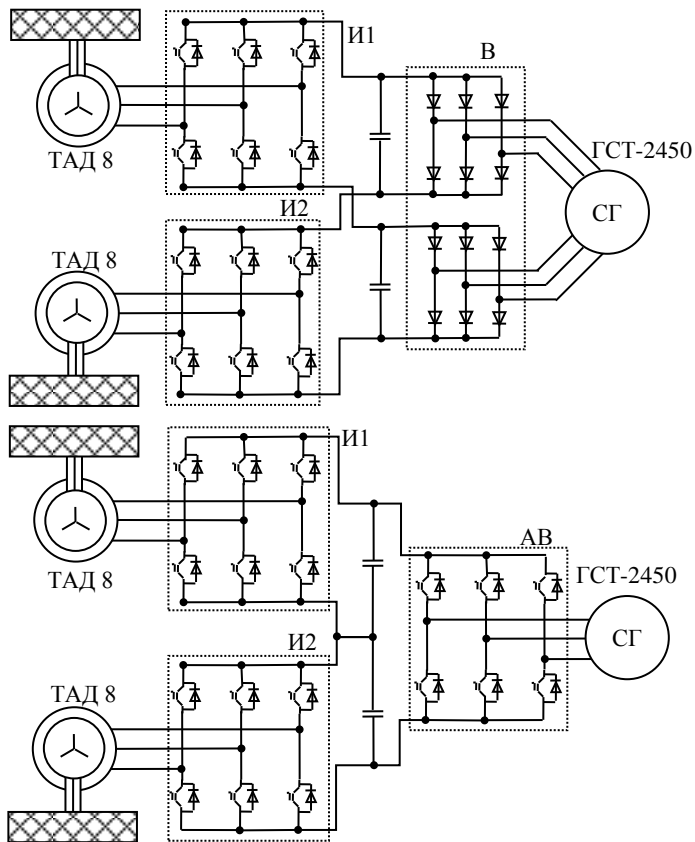 И1
В
ТАД 8
ГСТ-2450
СГ
И2
ТАД 8
И1
АВ
ТАД 8
ГСТ-2450
СГ
И2
ТАД 8